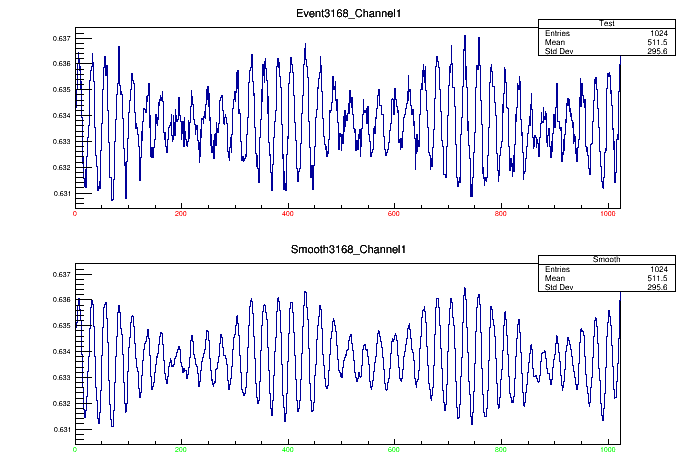 Event3168_Channel1
Test
Entries 1024
Mean 511.5
Std Dev 295.6
0.637
0.636
0.635
0.634
0.633
0.632
0.631
0 200 400 600 800 1000
Smooth3168_Channel1
Smooth
Entries 1024
Mean 511.5
Std Dev 295.6
0.637
0.636
0.635
0.634
0.633
0.632
0.631
0 200 400 600 800 1000